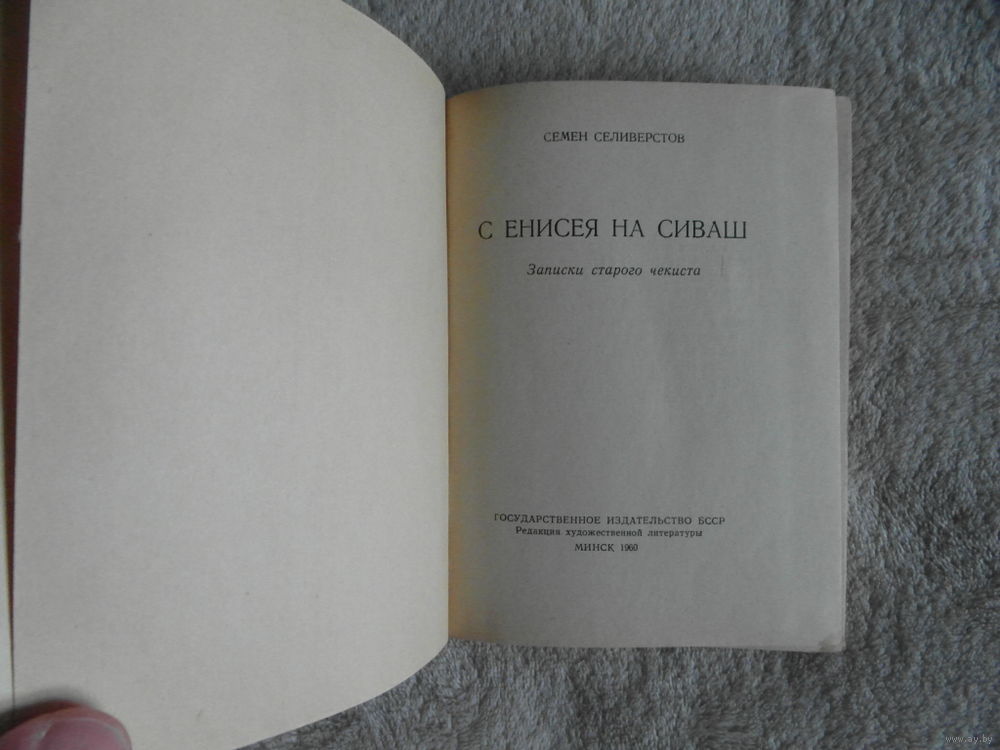 СЕМЕН СЕЛИВЕРСТОВ
С ЕНИСЕЯ НА СИВАШ
Записки старого чекиста
ГОСУДАРСТВЕННОЕ ИЗДАТЕЛЬСТВО БССР
Редакция художественной литературы
МИНСК 1960
www.ay.by